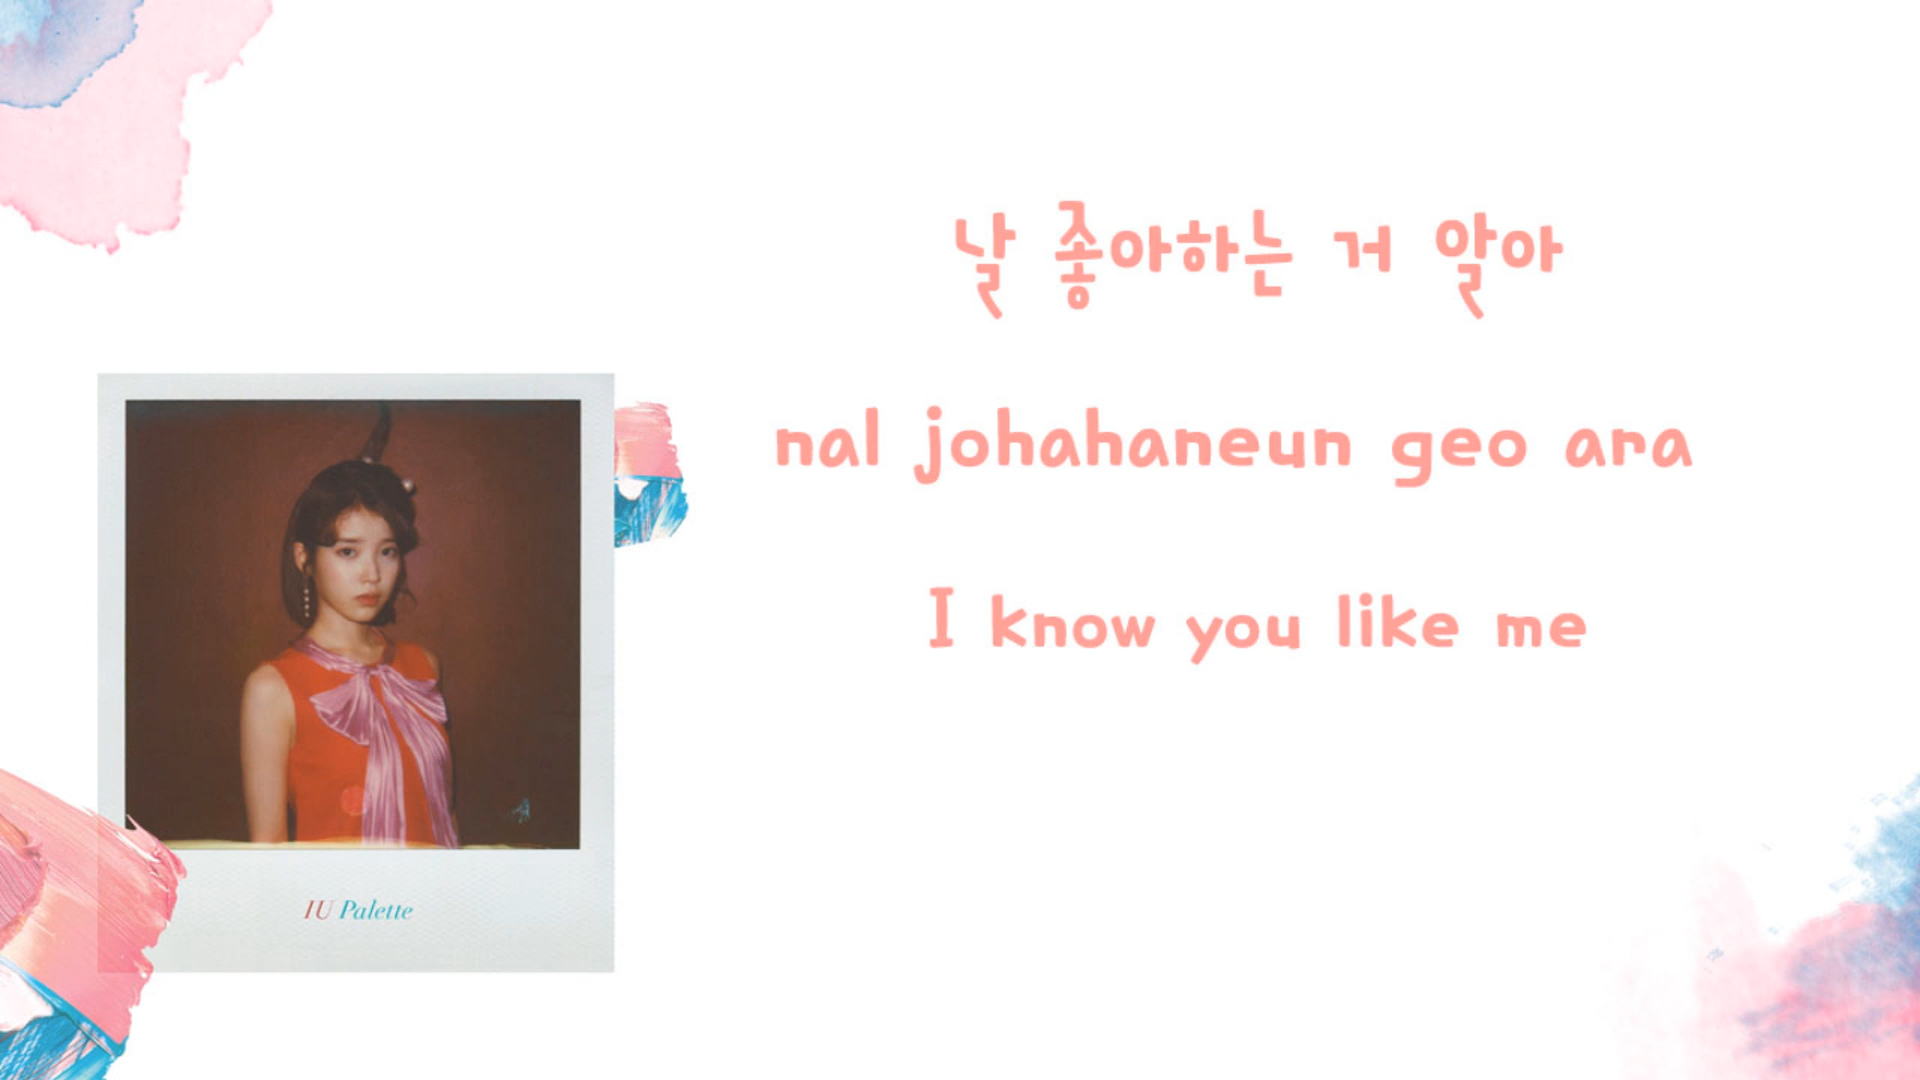 날 좋아하는 거 알아
nal johahaneun geo ara
I know you like me
IU Palette